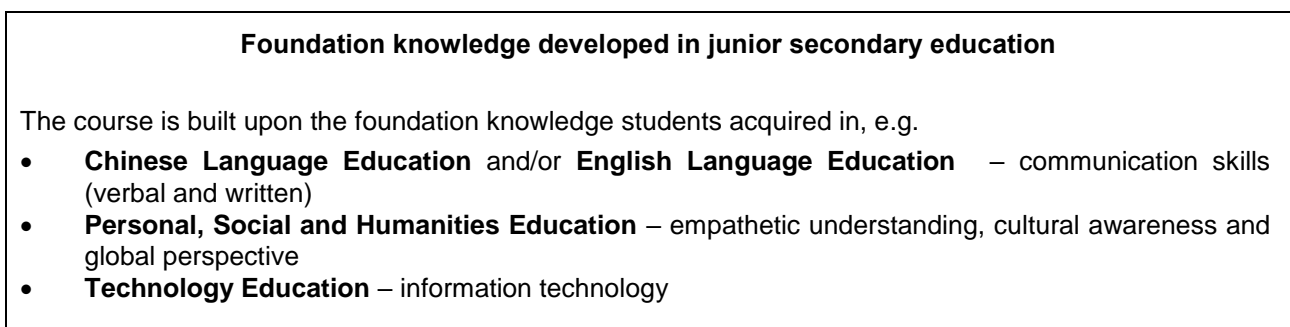 Foundation knowledge developed in junior secondary education
The course is built upon the foundation knowledge students acquired in, e.g.
• Chinese Language Education and/or English Language Education – communication skills
(verbal and written)
• Personal, Social and Humanities Education – empathetic understanding, cultural awareness and
global perspective
• Technology Education – information technology